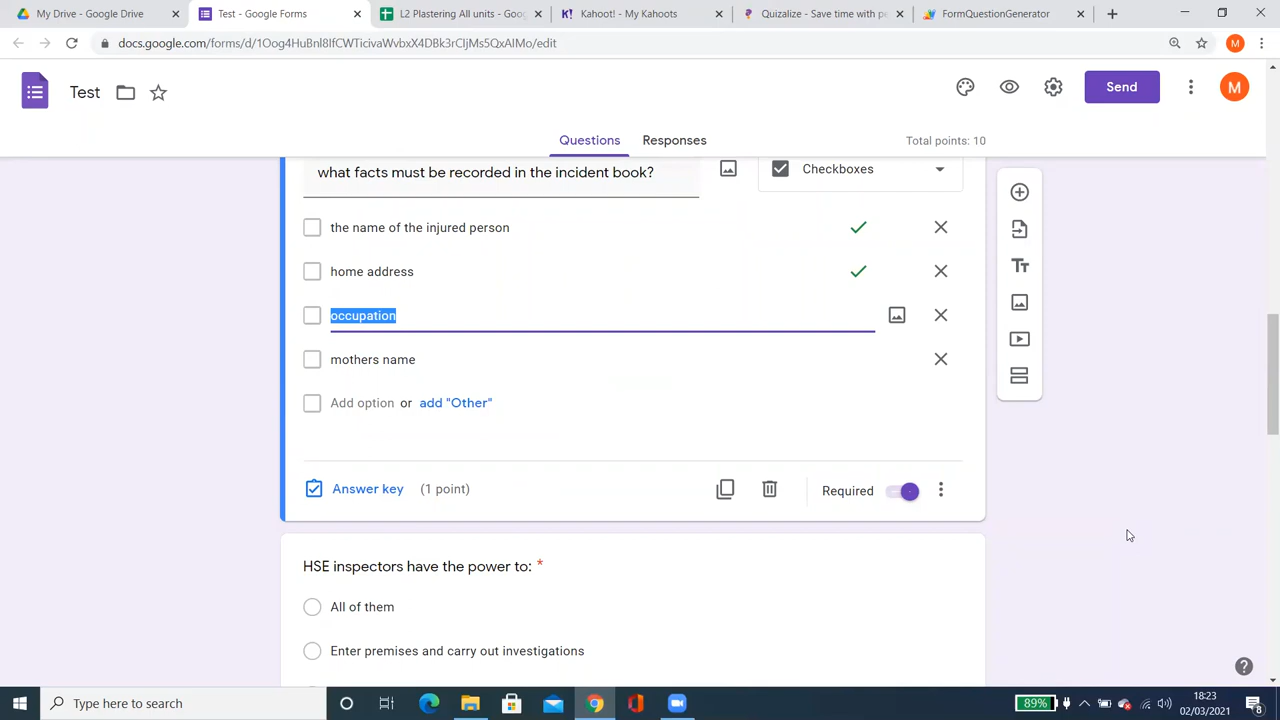 My Drive - Google Drive
Test - Google Forms
L2 Plastering All units - Goo
Kahoot! - My Kahoots
Quizalize - Save time with pe
FormQuestionGenerator
docs.google.com/forms/d/1Oog4HuBnl8IfCWTicivaWvbxX4DBk3rCIjMs5QxAIMo/edit
M
Test
Send
M
Questions
Responses
Total points: 10
what facts must be recorded in the incident book?
Checkboxes
the name of the injured person
home address
occupation
mothers name
Add option or add "Other"
Answer key (1 point)
Required
HSE inspectors have the power to: *
All of them
Enter premises and carry out investigations
Type here to search
89%
18:23
02/03/2021
8